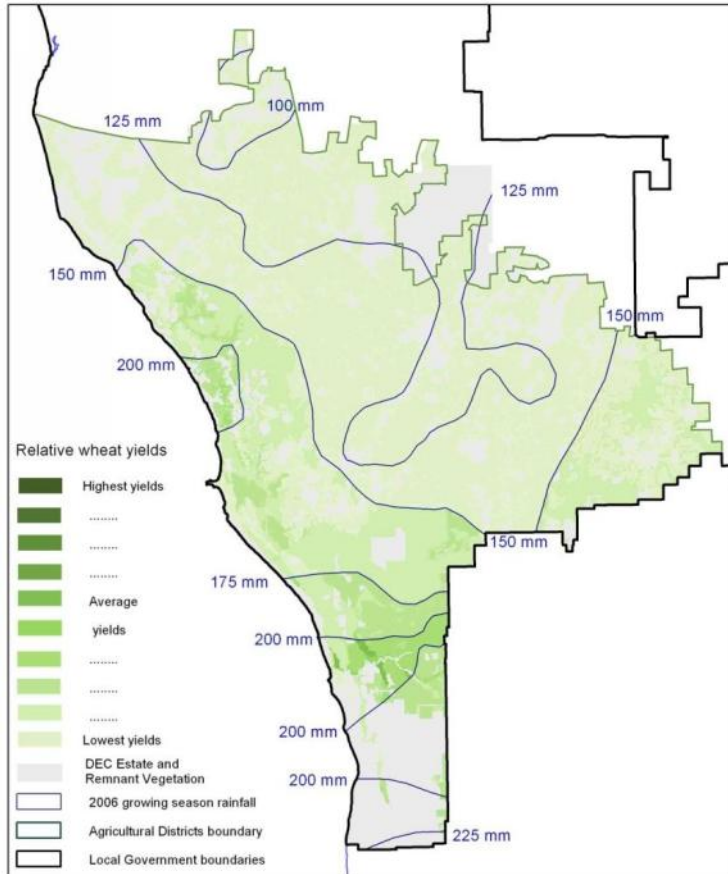 100 mm
125 mm
125 mm
150 mm
150 mm
200 mm
Relative wheat yields
Highest yields
........
........
........
Average
yields
........
........
........
Lowest yields
DEC Estate and
Remnant Vegetation
2006 growing season rainfall
Agricultural Districts boundary
Local Government boundaries
150 mm
175 mm
200 mm
200 mm
200 mm
225 mm